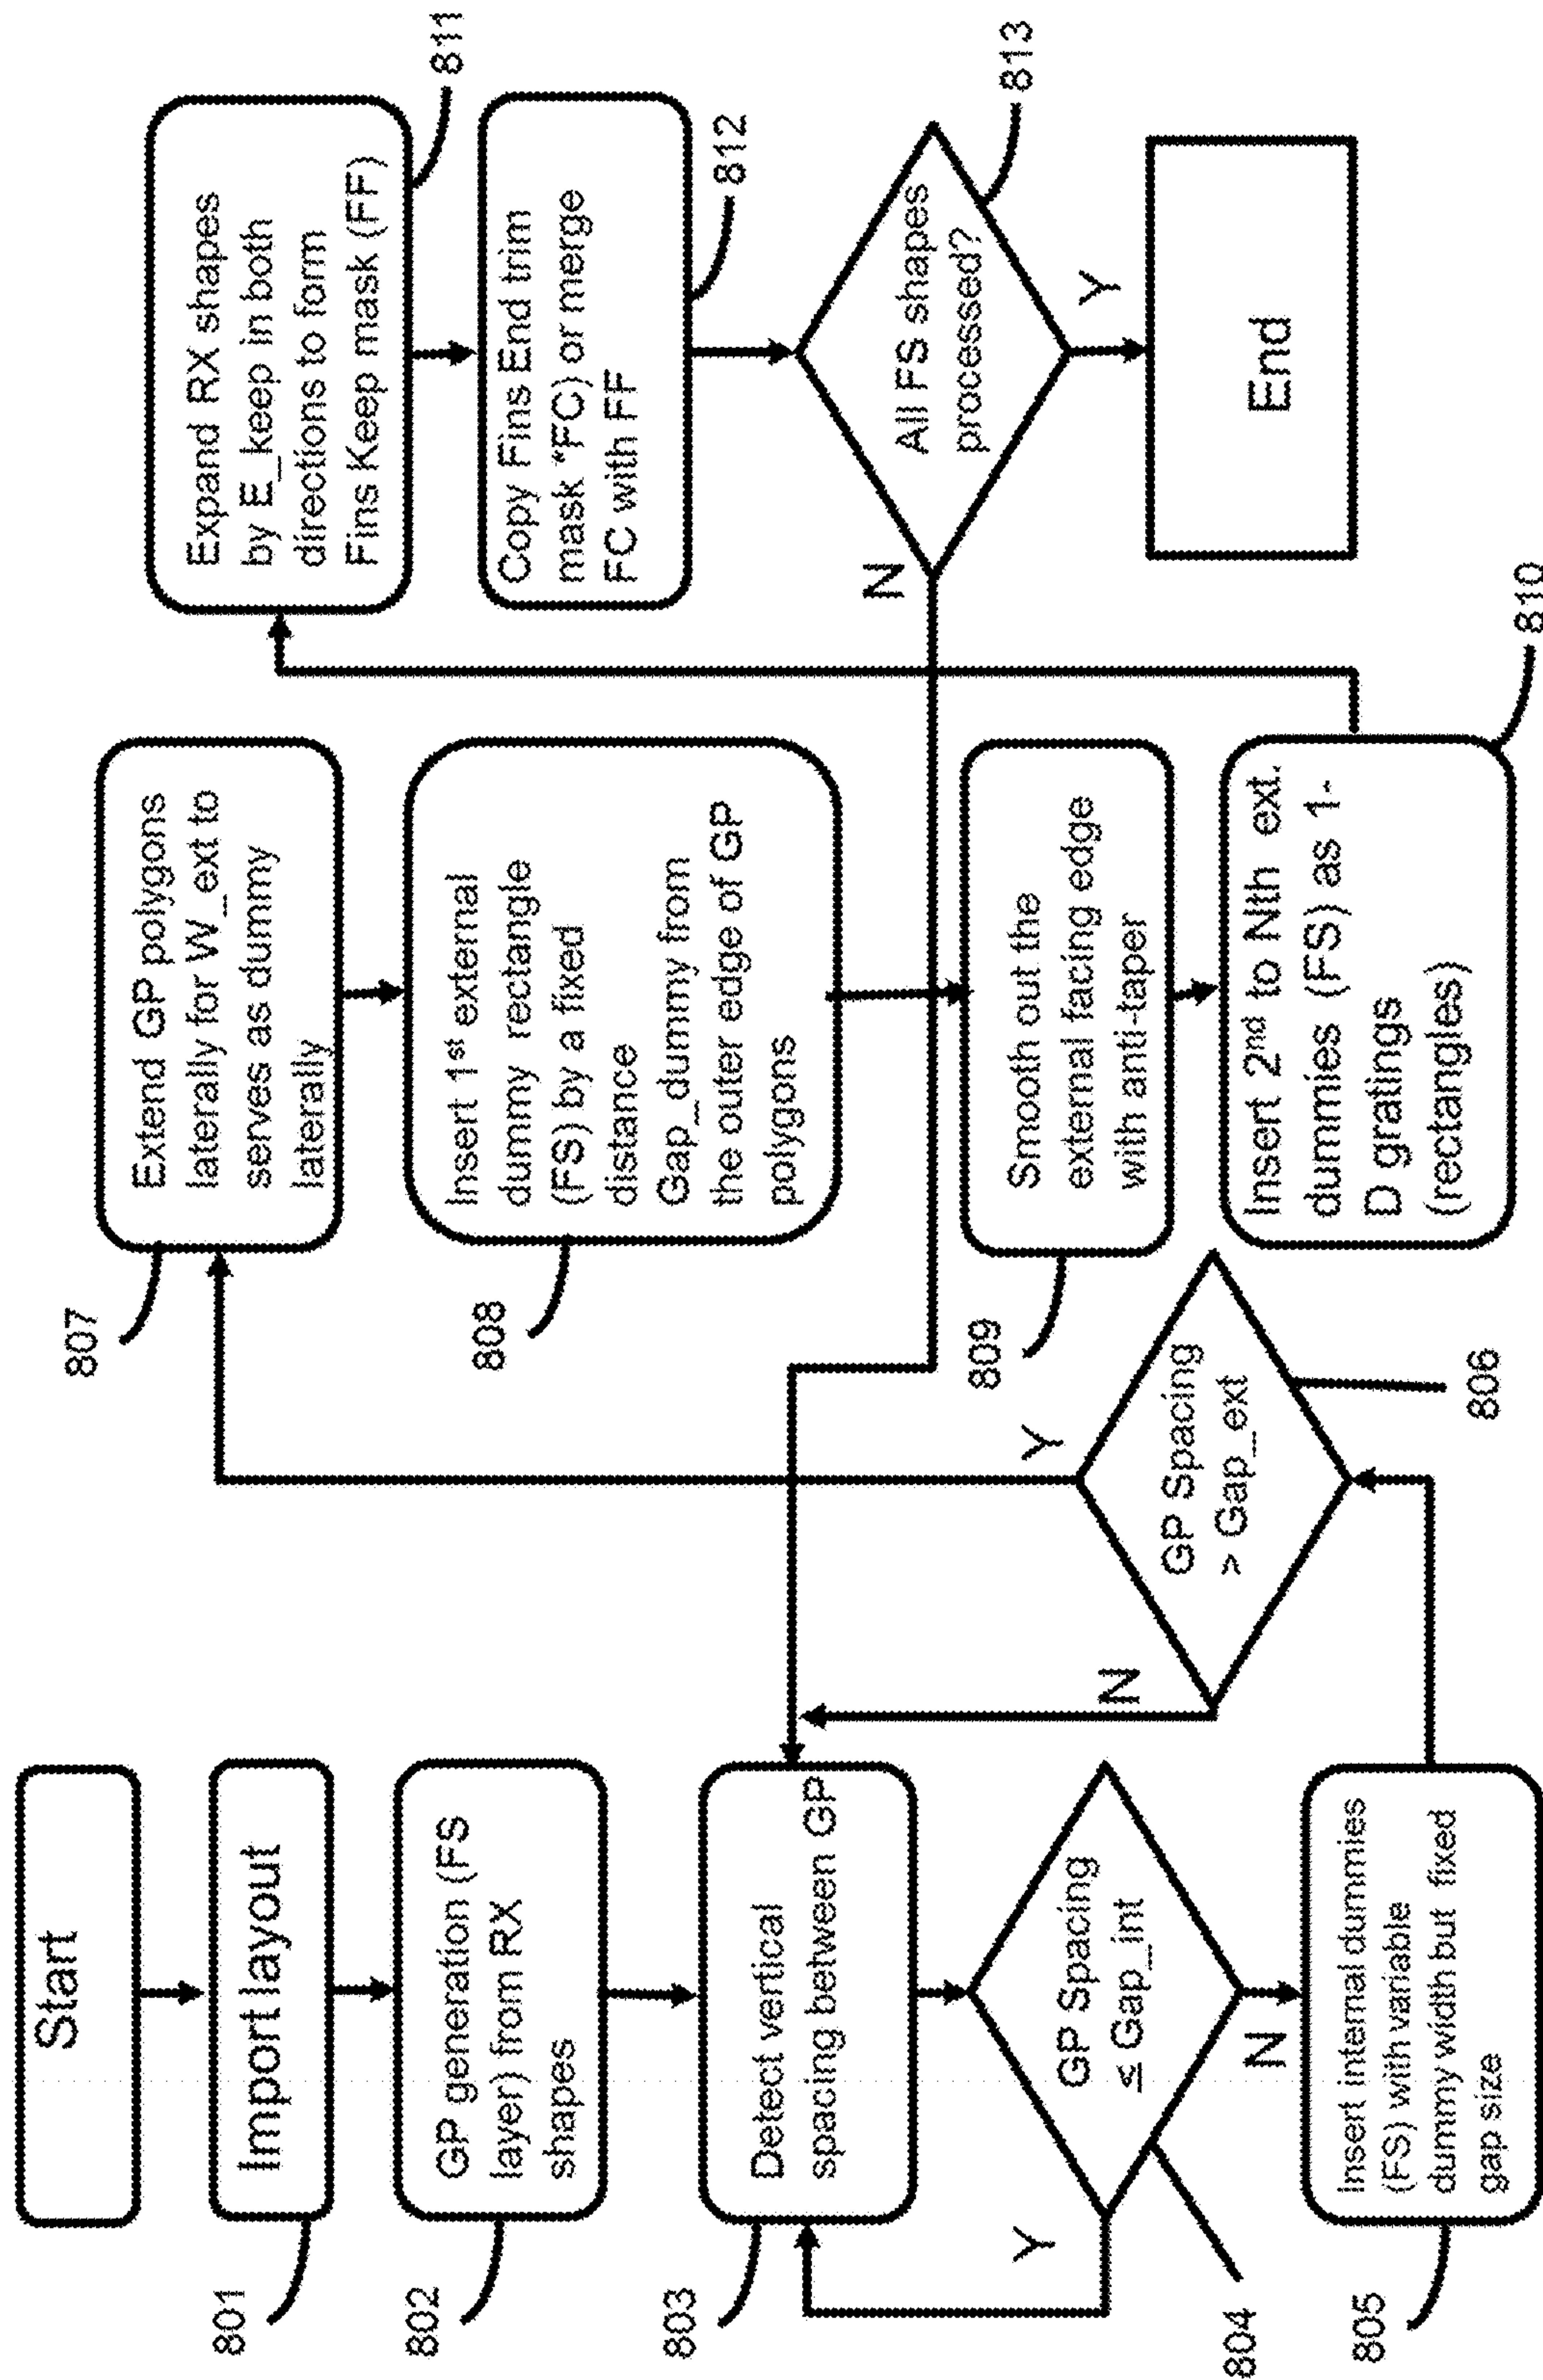 Start
Import layout
801
GP generation (FS
layer) from RX
shapes
802
Detect vertical
spacing between GP
803
GP Spacing
≤ Gap_int
Y
N
804
Insert internal dummies
(FS) with variable
dummy width but fixed
gap size
805
GP Spacing
> Gap_ext
Y
N
806
Extend GP polygons
laterally for W_ext to
serves as dummy
laterally
807
Insert 1st external
dummy rectangle
(FS) by a fixed
distance
Gap_dummy from
the outer edge of GP
polygons
808
Smooth out the
external facing edge
with anti-taper
809
Insert 2nd to Nth ext.
dummies (FS) as 1-
D gratings
(rectangles)
810
Expand RX shapes
by E_keep in both
directions to form
Fins Keep mask (FF)
811
Copy Fins End trim
mask "FC) or merge
FC with FF
812
All FS shapes
processed?
N
Y
813
End